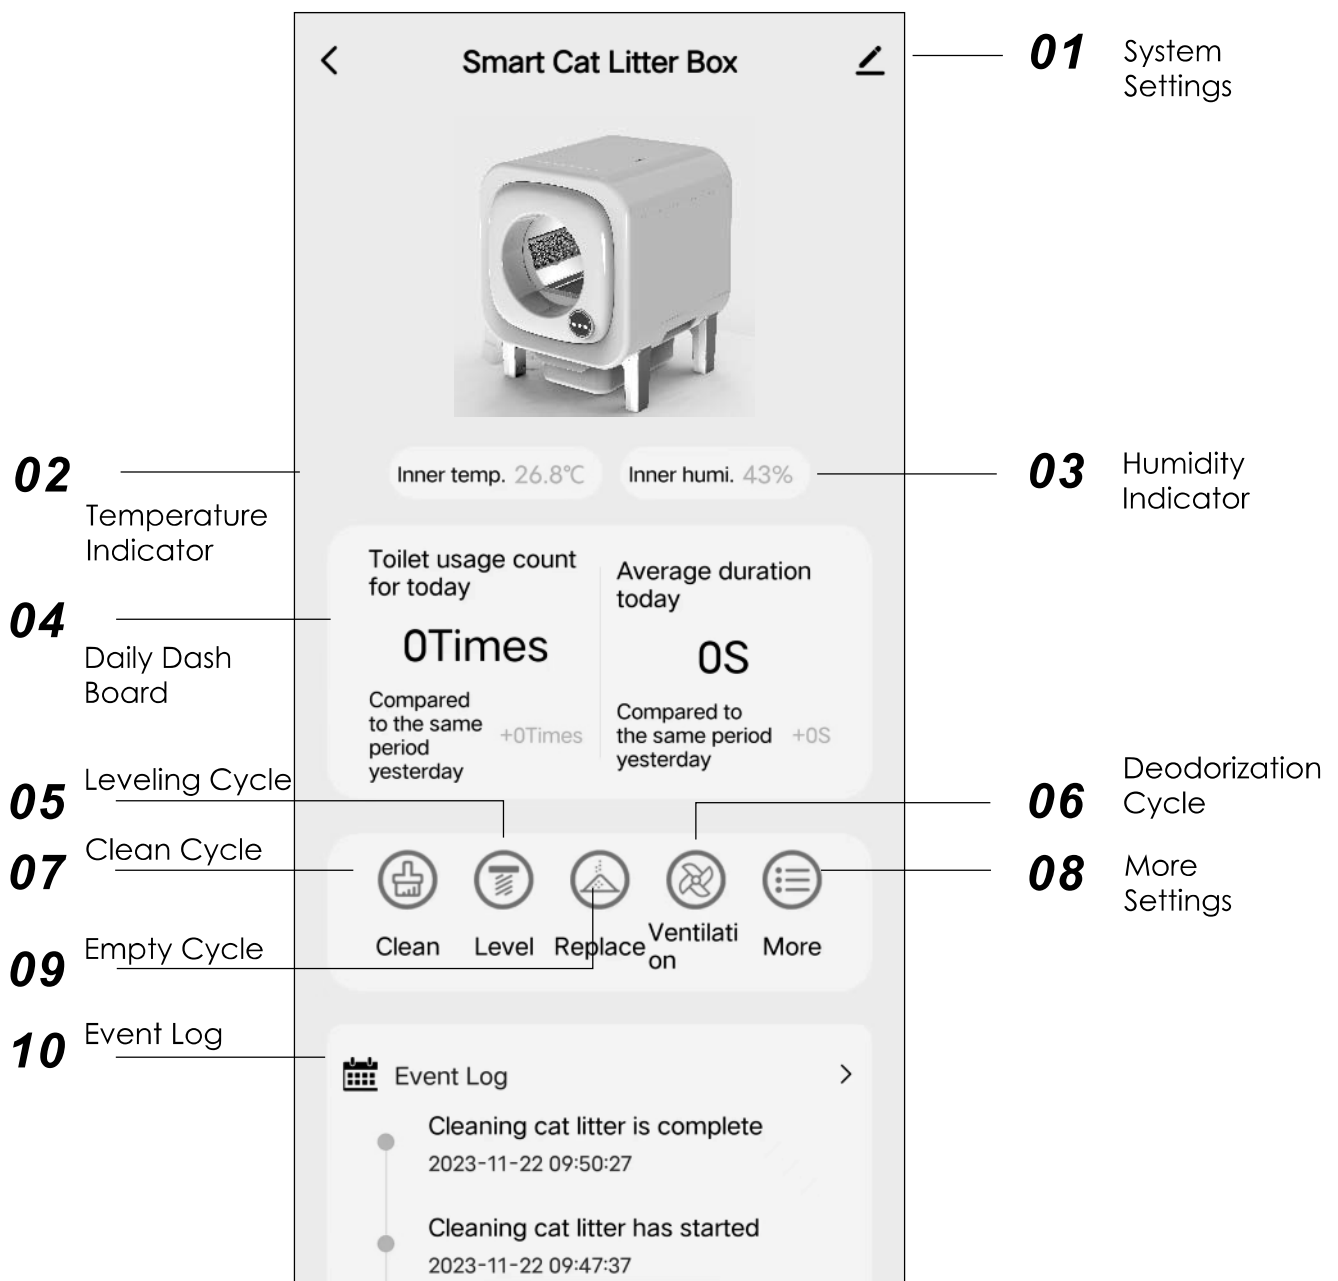 Smart Cat Litter Box
01
System
Settings
Inner temp. 26.8℃
Inner humi. 43%
02
Temperature
Indicator
03
Humidity
Indicator
Toilet usage count
for today
0Times
Compared
to the same
period
yesterday
+0Times
Average duration
today
0S
Compared to
the same period
yesterday
+0S
04
Daily Dash
Board
05
Leveling Cycle
06
Deodorization
Cycle
07
Clean Cycle
08
More
Settings
Clean
Level
Replace
Ventilati
on
More
09
Empty Cycle
10
Event Log
Event Log
Cleaning cat litter is complete
2023-11-22 09:50:27
Cleaning cat litter has started
2023-11-22 09:47:37